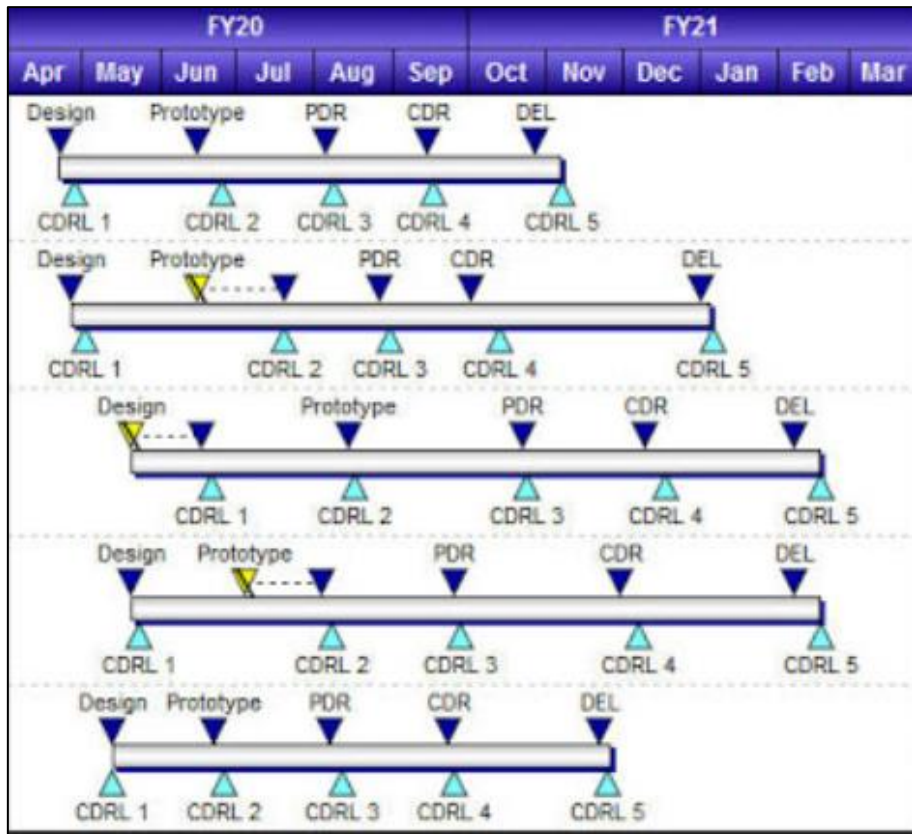 FY20 FY21
Apr May Jun Jul Aug Sep Oct Nov Dec Jan Feb Mar
Design Prototype PDR CDR DEL
CDRL 1 CDRL 2 CDRL 3 CDRL 4 CDRL 5
Design Prototype PDR CDR DEL
CDRL 1 CDRL 2 CDRL 3 CDRL 4 CDRL 5
Design Prototype PDR CDR DEL
CDRL 1 CDRL 2 CDRL 3 CDRL 4 CDRL 5
Design Prototype PDR CDR DEL
CDRL 1 CDRL 2 CDRL 3 CDRL 4 CDRL 5
Design Prototype PDR CDR DEL
CDRL 1 CDRL 2 CDRL 3 CDRL 4 CDRL 5